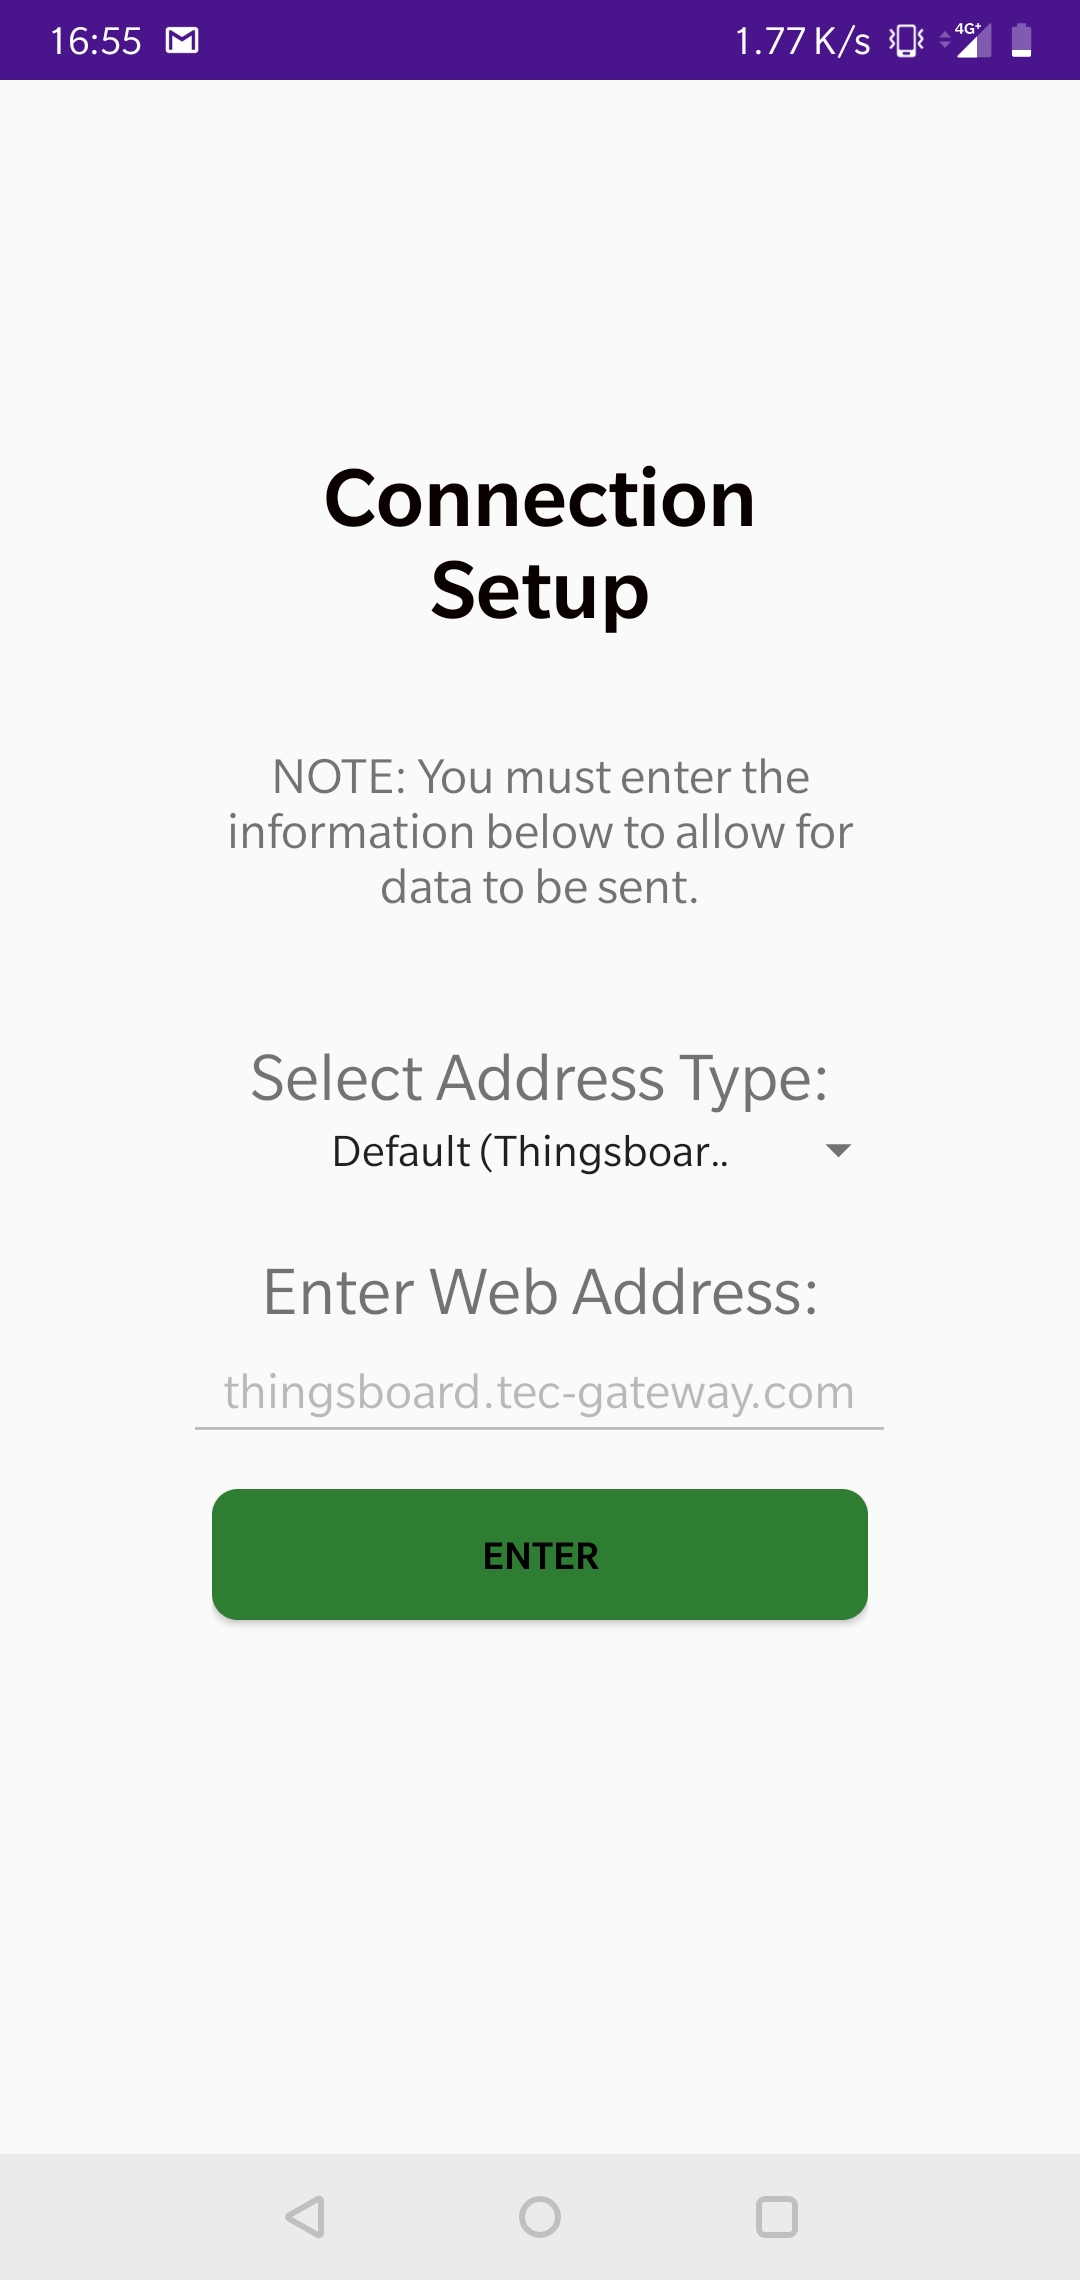 16:55 1.77 K/s 4G+
Connection
Setup
NOTE: You must enter the
information below to allow for
data to be sent.
Select Address Type:
Default (Thingsboar..
Enter Web Address:
thingsboard.tec-gateway.com
ENTER